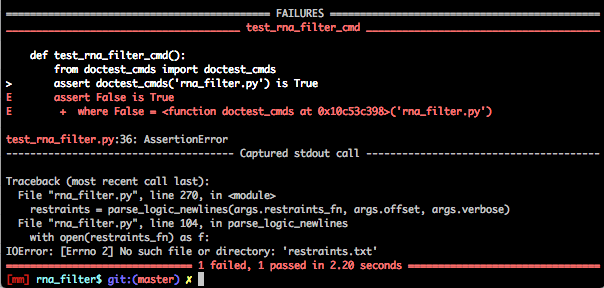 FAILURES
test_rna_filter_cmd
def test_rna_filter_cmd():
from doctest_cmds import doctest_cmds
> assert doctest_cmds('rna_filter.py') is True
E assert False is True
E + where False = <function doctest_cmds at 0x10c53c398>('rna_filter.py')
test_rna_filter.py:36: AssertionError
Captured stdout call
Traceback (most recent call last):
File "rna_filter.py", line 270, in <module>
restraints = parse_logic_newlines(args.restraints_fn, args.offset, args.verbose)
File "rna_filter.py", line 104, in parse_logic_newlines
with open(restraints_fn) as f:
IOError: [Errno 2] No such file or directory: 'restraints.txt'
1 failed, 1 passed in 2.20 seconds
[mm] rna_filter$ git:(master) ✗